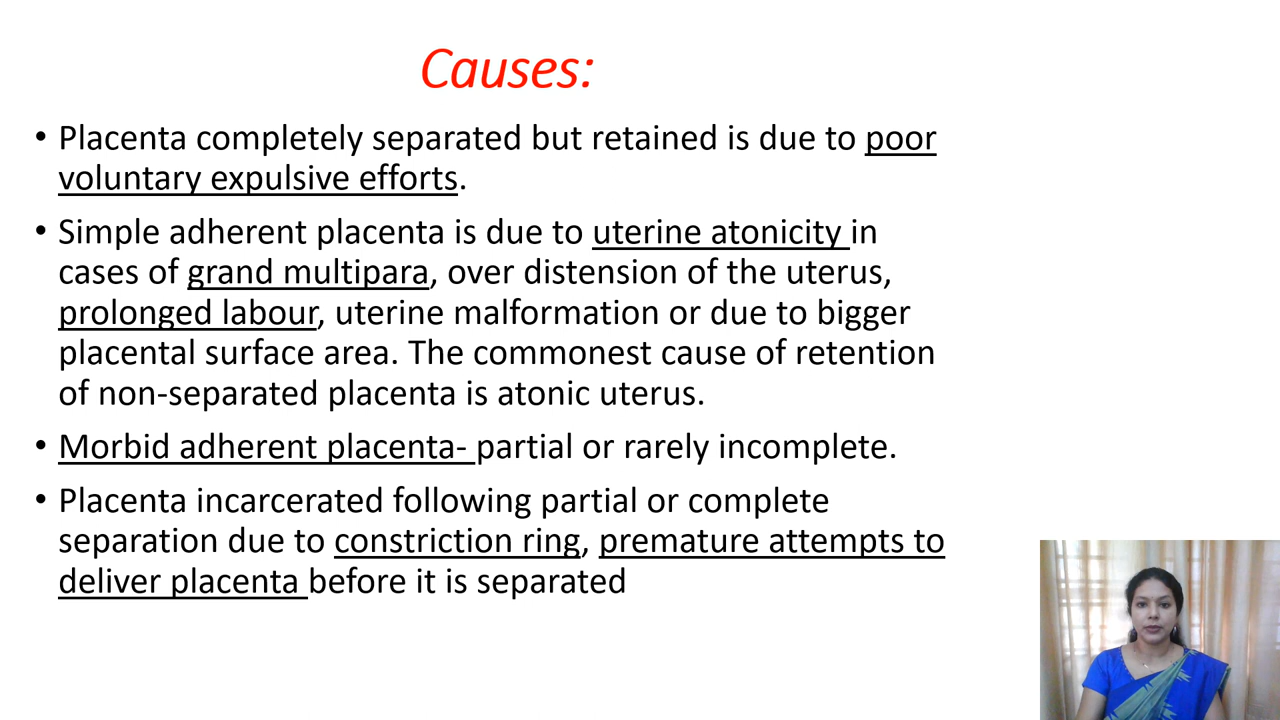 Causes:
• Placenta completely separated but retained is due to poor
voluntary expulsive efforts.
• Simple adherent placenta is due to uterine atonicity in
cases of grand multipara, over distension of the uterus,
prolonged labour, uterine malformation or due to bigger
placental surface area. The commonest cause of retention
of non-separated placenta is atonic uterus.
• Morbid adherent placenta- partial or rarely incomplete.
• Placenta incarcerated following partial or complete
separation due to constriction ring, premature attempts to
deliver placenta before it is separated